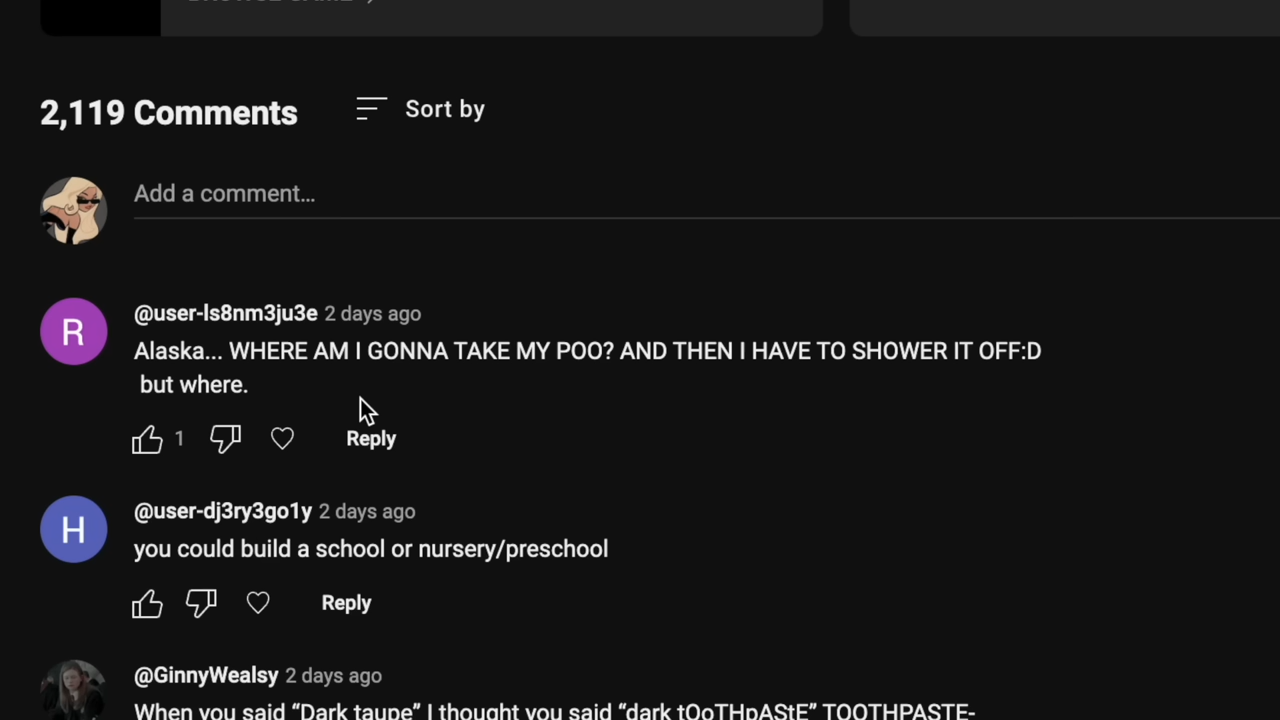 2,119 Comments
Sort by
Add a comment...
R
@user-ls8nm3ju3e 2 days ago
Alaska... WHERE AM I GONNA TAKE MY POO? AND THEN I HAVE TO SHOWER IT OFF:D
but where.
1
Reply
H
@user-dj3ry3go1y 2 days ago
you could build a school or nursery/preschool
Reply
@GinnyWealsy 2 days ago
When you said “Dark taupe” I thought you said “dark tOoTHpAStE” TOOTHPASTE-